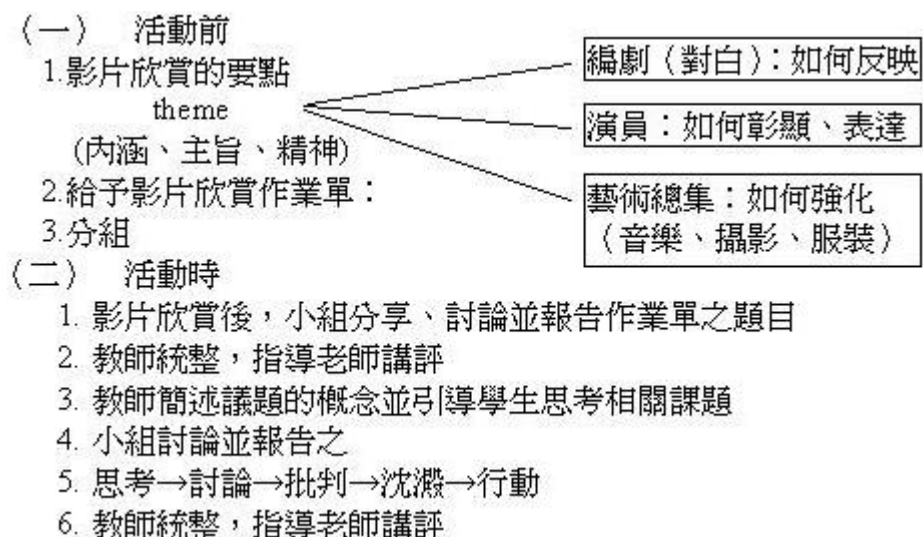 （一）　活動前
1.影片欣賞的要點
theme
(內涵、主旨、精神)
編劇（對白）：如何反映
演員：如何彰顯、表達
藝術總集：如何強化
（音樂、攝影、服裝）
2.給予影片欣賞作業單：
3.分組
（二）　活動時
1. 影片欣賞後，小組分享、討論並報告作業單之題目
2. 教師統整，指導老師講評
3. 教師簡述議題的概念並引導學生思考相關課題
4. 小組討論並報告之
5. 思考→討論→批判→沈澱→行動
6. 教師統整，指導老師講評